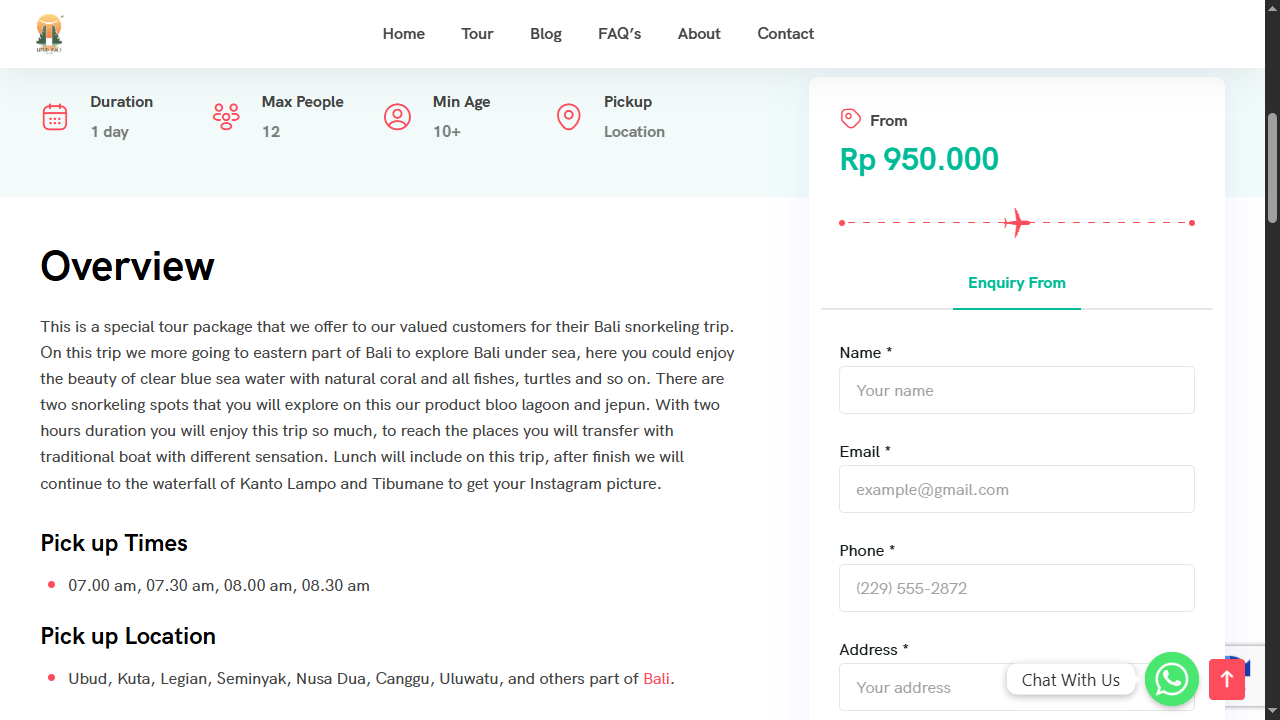 Home Tour Blog FAQ's About Contact
Duration
1 day
Max People
12
Min Age
10+
Pickup
Location
From
Rp 950.000
Enquiry From
Name *
Your name
Email *
example@gmail.com
Phone *
(229) 555-2872
Address *
Your address
Chat With Us
Overview
This is a special tour package that we offer to our valued customers for their Bali snorkeling trip.
On this trip we more going to eastern part of Bali to explore Bali under sea, here you could enjoy
the beauty of clear blue sea water with natural coral and all fishes, turtles and so on. There are
two snorkeling spots that you will explore on this our product bloo lagoon and jepun. With two
hours duration you will enjoy this trip so much, to reach the places you will transfer with
traditional boat with different sensation. Lunch will include on this trip, after finish we will
continue to the waterfall of Kanto Lampo and Tibumane to get your Instagram picture.
Pick up Times
07.00 am, 07.30 am, 08.00 am, 08.30 am
Pick up Location
Ubud, Kuta, Legian, Seminyak, Nusa Dua, Canggu, Uluwatu, and others part of Bali.